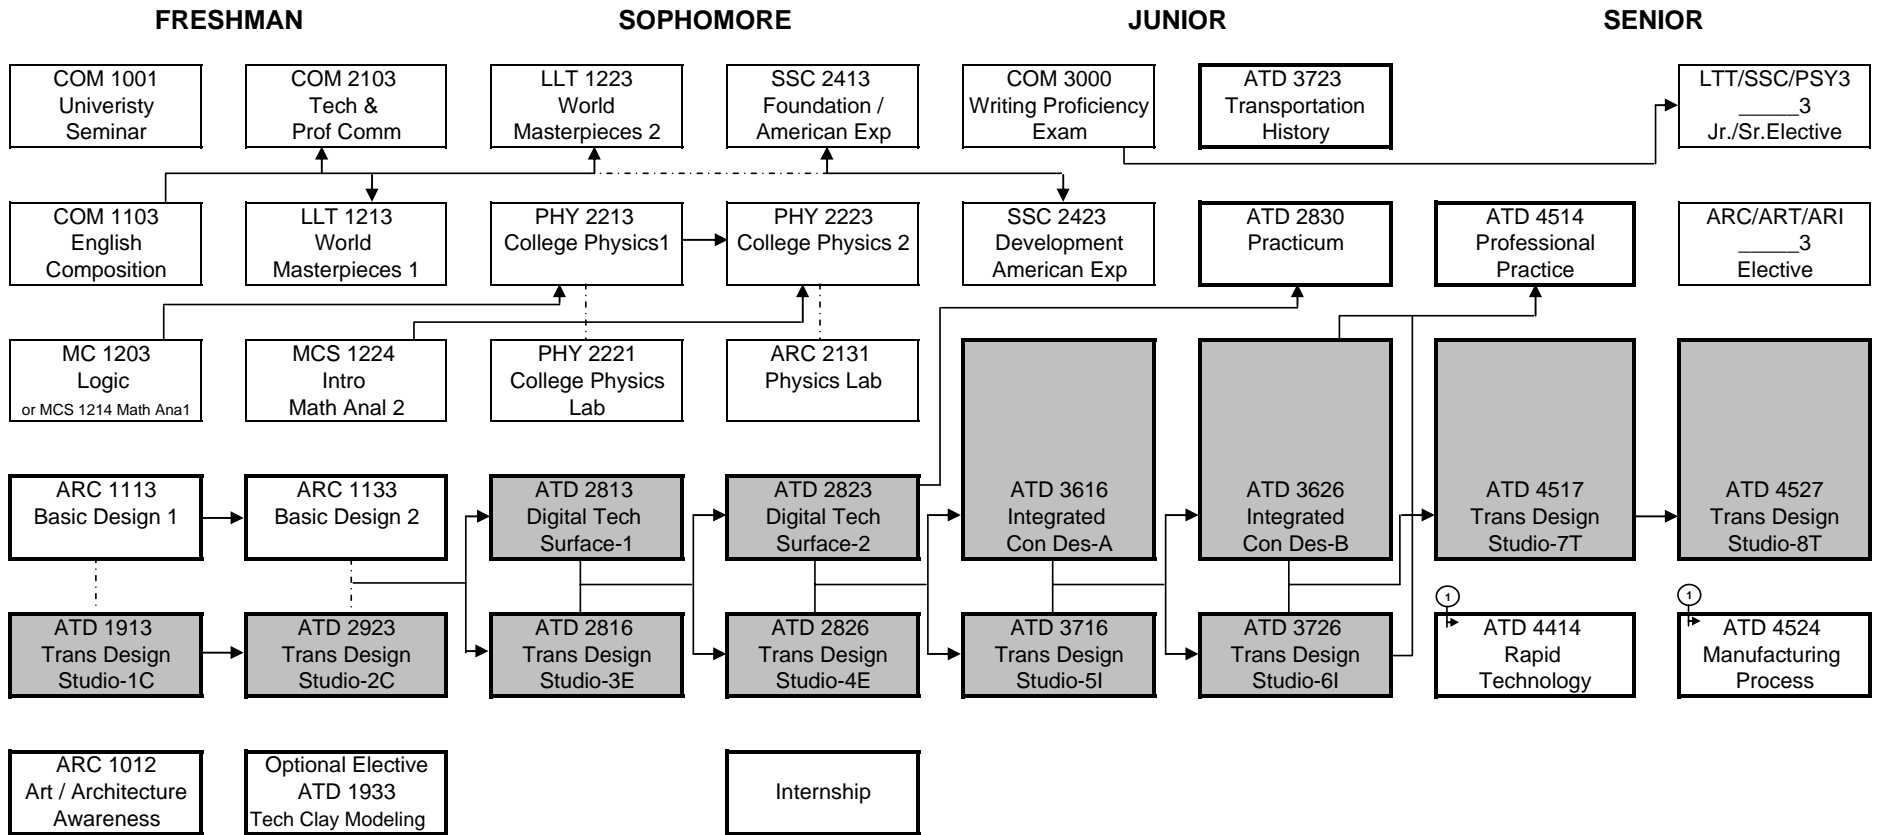 FRESHMAN
SOPHOMORE
JUNIOR
SENIOR
COM 1001
Univeristy
Seminar
COM 2103
Tech &
Prof Comm
LLT 1223
World
Masterpieces 2
SSC 2413
Foundation /
American Exp
COM 3000
Writing Proficiency
Exam
ATD 3723
Transportation
History
LTT/SSC/PSY3
_____3
Jr./Sr.Elective
COM 1103
English
Composition
LLT 1213
World
Masterpieces 1
PHY 2213
College Physics1
PHY 2223
College Physics 2
SSC 2423
Development
American Exp
ATD 2830
Practicum
ATD 4514
Professional
Practice
ARC/ART/ARI
_____3
Elective
MC 1203
Logic
or MCS 1214 Math Ana1
MCS 1224
Intro
Math Anal 2
PHY 2221
College Physics
Lab
ARC 2131
Physics Lab
ARC 1113
Basic Design 1
ARC 1133
Basic Design 2
ATD 2813
Digital Tech
Surface-1
ATD 2823
Digital Tech
Surface-2
ATD 3616
Integrated
Con Des-A
ATD 3626
Integrated
Con Des-B
ATD 4517
Trans Design
Studio-7T
ATD 4527
Trans Design
Studio-8T
ATD 1913
Trans Design
Studio-1C
ATD 2923
Trans Design
Studio-2C
ATD 2816
Trans Design
Studio-3E
ATD 2826
Trans Design
Studio-4E
ATD 3716
Trans Design
Studio-5I
ATD 3726
Trans Design
Studio-6I
1
ATD 4414
Rapid
Technology
1
ATD 4524
Manufacturing
Process
ARC 1012
Art / Architecture
Awareness
Optional Elective
ATD 1933
Tech Clay Modeling
Internship